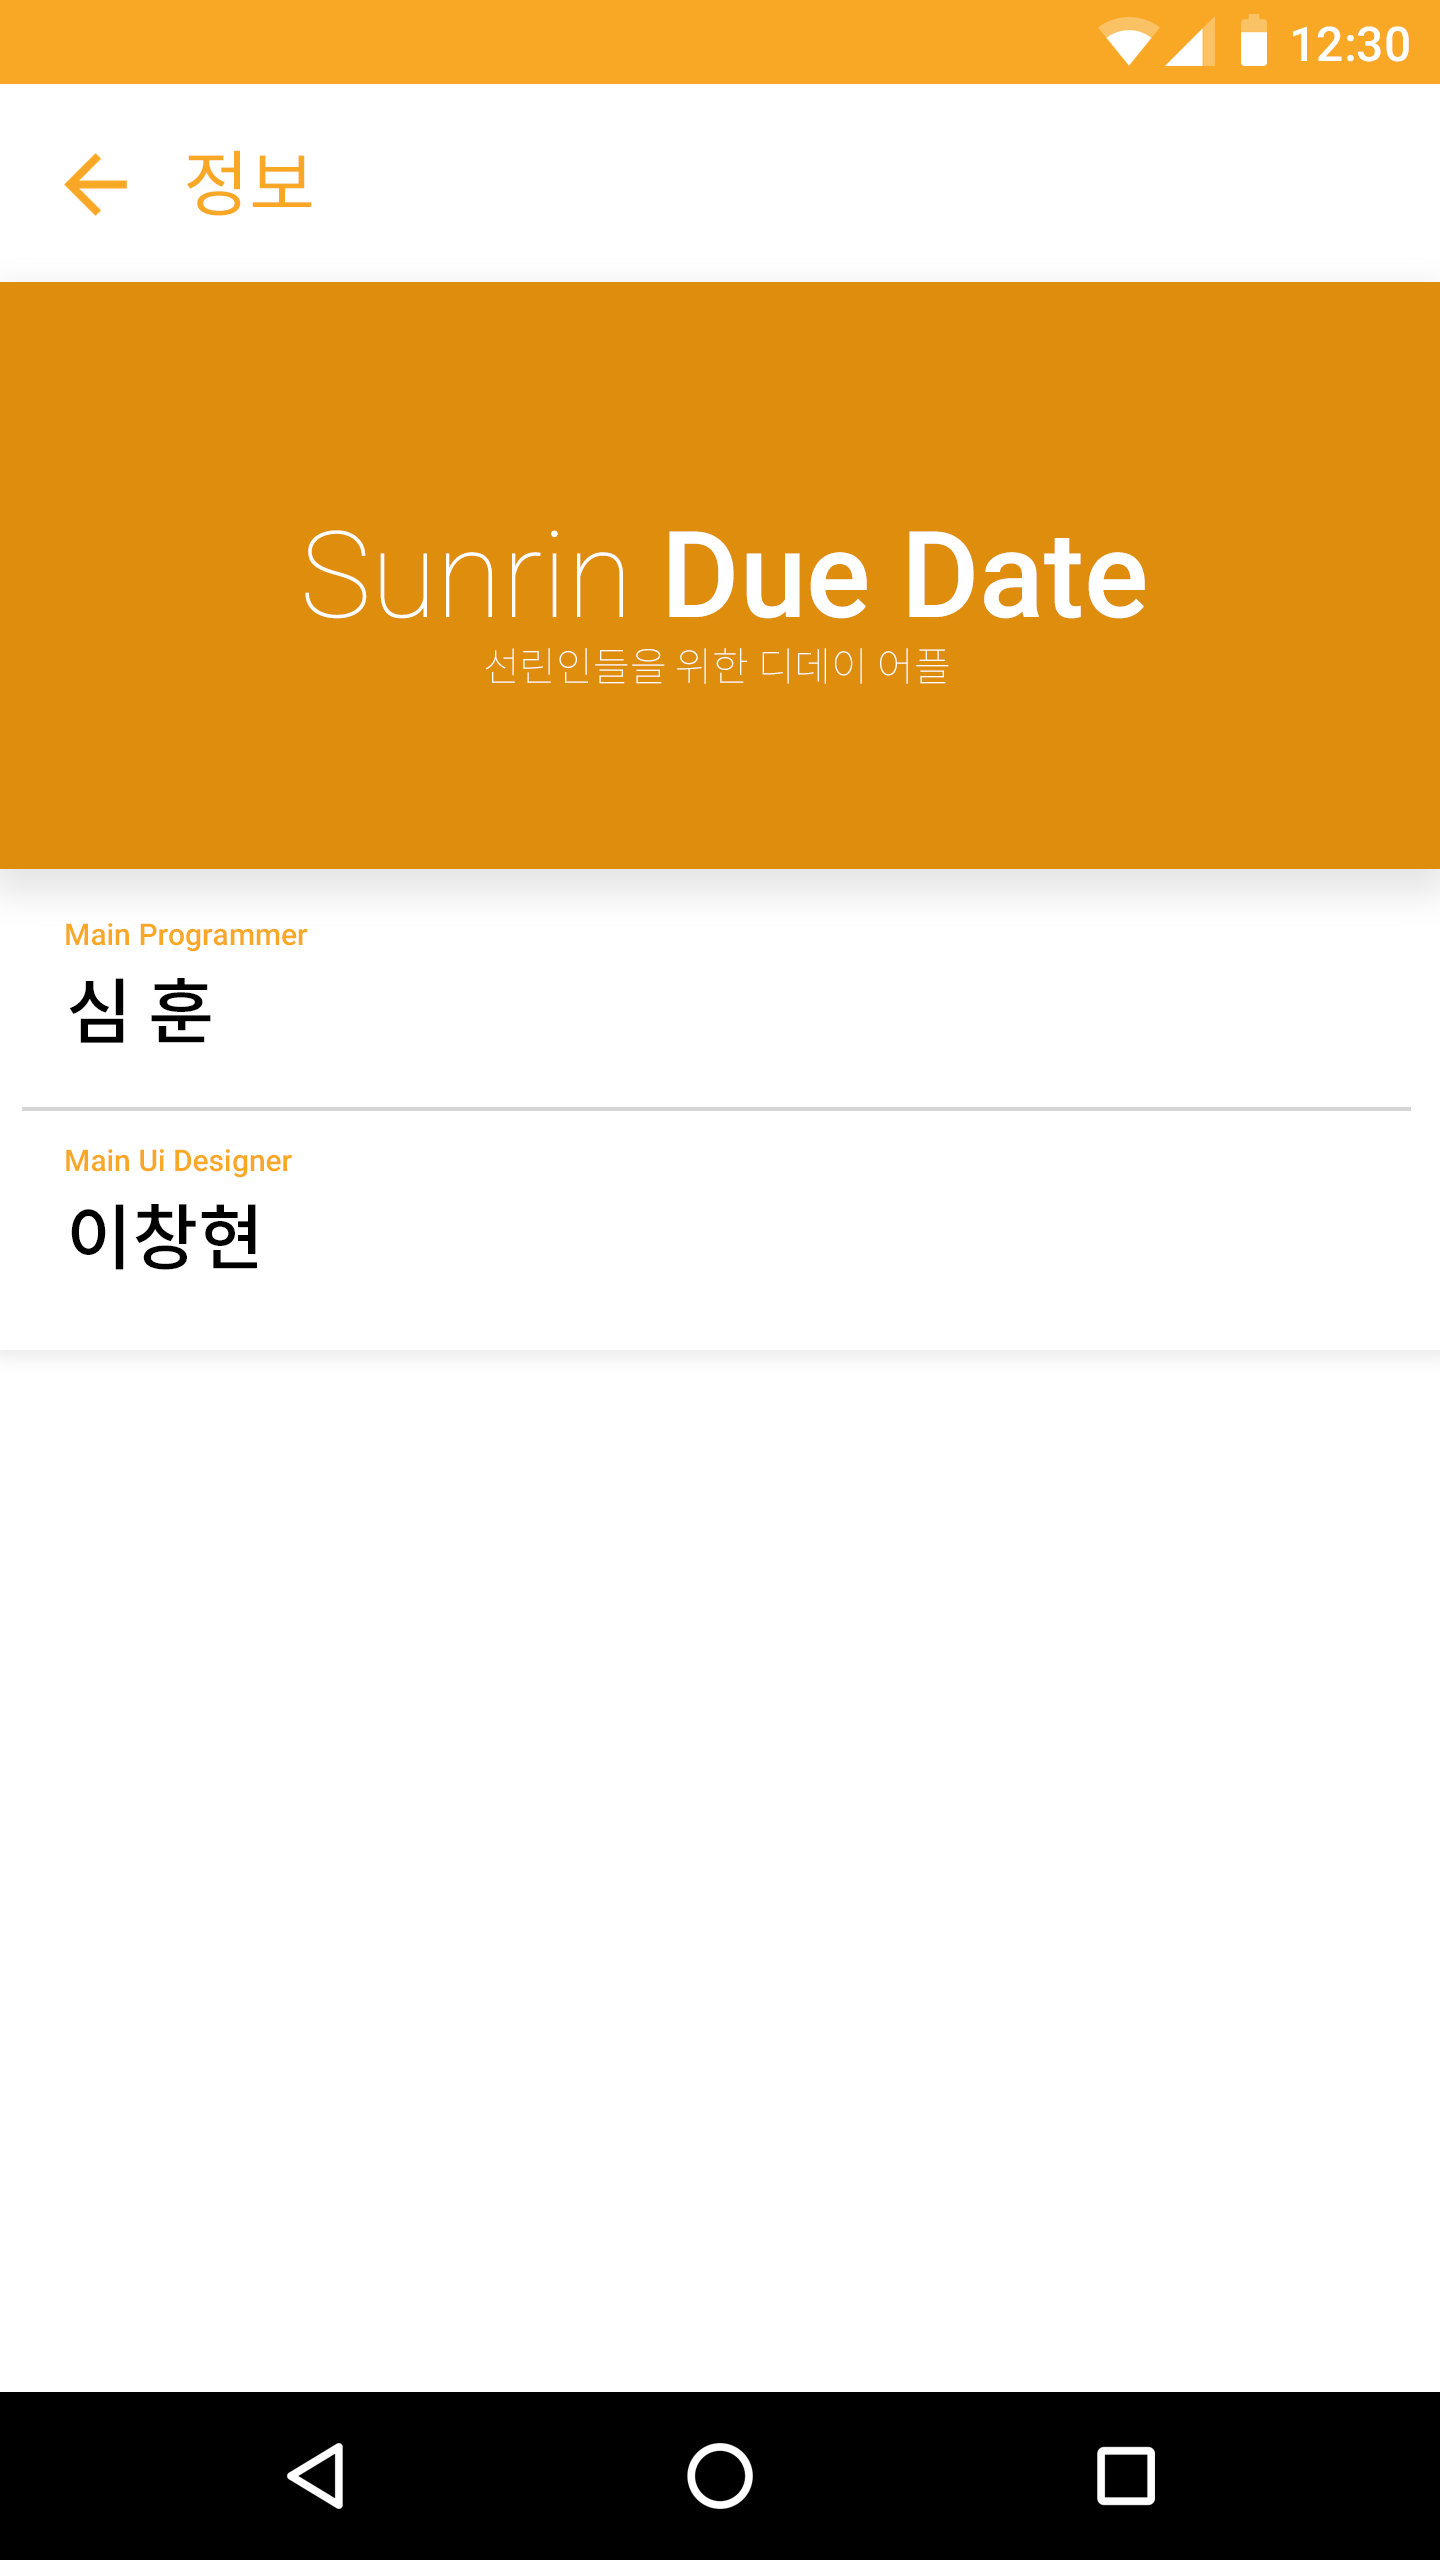 12:30
정보
Sunrin Due Date
선린인들을 위한 디데이 어플
Main Programmer
심 훈
Main Ui Designer
이창현